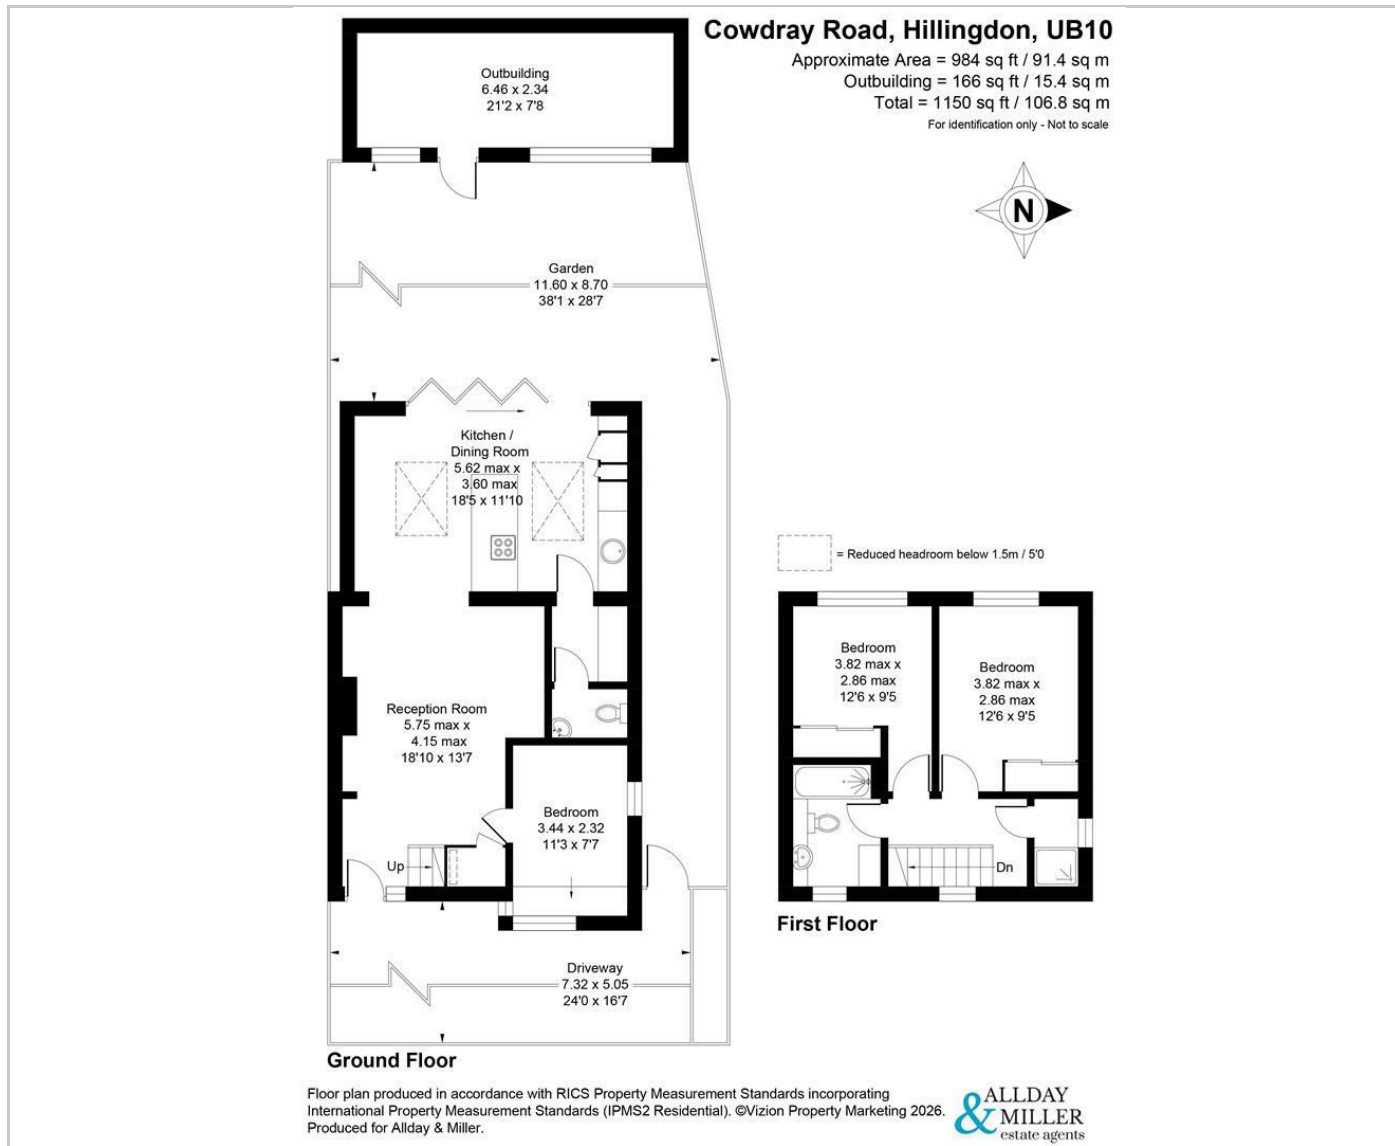 Cowdray Road, Hillingdon, UB10
Approximate Area = 984 sq ft / 91.4 sq m
Outbuilding = 166 sq ft / 15.4 sq m
Total = 1150 sq ft / 106.8 sq m
For identification only - Not to scale
N
Outbuilding
6.46 x 2.34
21'2 x 7'8
Garden
11.60 x 8.70
38'1 x 28'7
Kitchen /
Dining Room
5.62 max x
3.60 max
18'5 x 11'10
Reception Room
5.75 max x
4.15 max
18'10 x 13'7
Bedroom
3.44 x 2.32
11'3 x 7'7
Up
Driveway
7.32 x 5.05
24'0 x 16'7
Ground Floor
= Reduced headroom below 1.5m / 5'0
Bedroom
3.82 max x
2.86 max
12'6 x 9'5
Bedroom
3.82 max x
2.86 max
12'6 x 9'5
Dn
First Floor
Floor plan produced in accordance with RICS Property Measurement Standards incorporating
International Property Measurement Standards (IPMS2 Residential). ©Vizion Property Marketing 2026.
Produced for Allday & Miller.
ALLDAY
& MILLER
estate agents